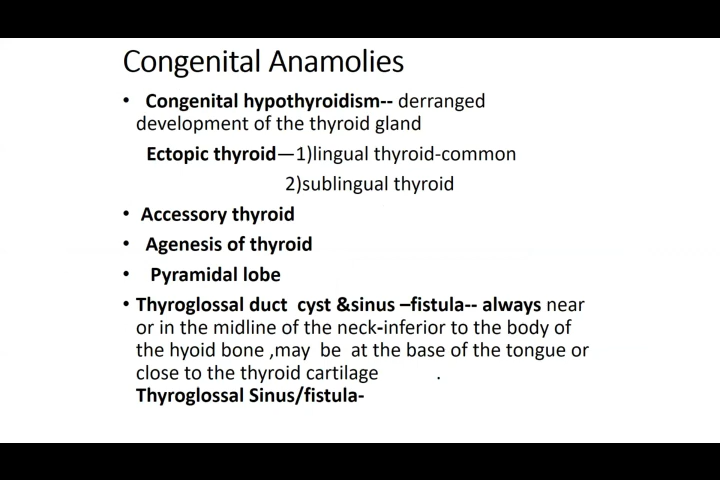 Congenital Anamolies
• Congenital hypothyroidism-- derranged
development of the thyroid gland
Ectopic thyroid—1)lingual thyroid-common
2)sublingual thyroid
• Accessory thyroid
• Agenesis of thyroid
• Pyramidal lobe
• Thyroglossal duct cyst &sinus –fistula-- always near
or in the midline of the neck-inferior to the body of
the hyoid bone ,may be at the base of the tongue or
close to the thyroid cartilage .
Thyroglossal Sinus/fistula-